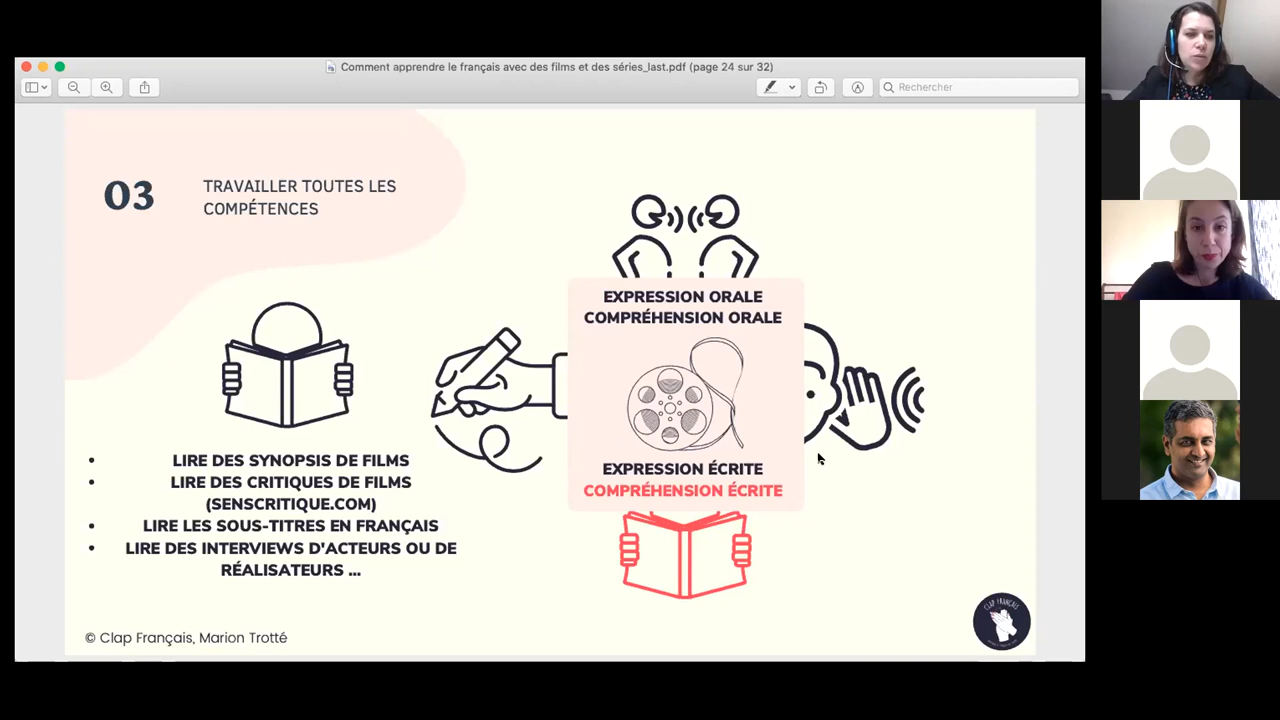 Comment apprendre le français avec des films et des séries_last.pdf (page 24 sur 32)
Rechercher
03
TRAVAILLER TOUTES LES
COMPÉTENCES
EXPRESSION ORALE
COMPRÉHENSION ORALE
EXPRESSION ÉCRITE
COMPRÉHENSION ÉCRITE
LIRE DES SYNOPSIS DE FILMS
LIRE DES CRITIQUES DE FILMS
(SENSCRITIQUE.COM)
LIRE LES SOUS-TITRES EN FRANÇAIS
LIRE DES INTERVIEWS D'ACTEURS OU DE
RÉALISATEURS ...
© Clap Français, Marion Trotté
CLAP FRANÇAIS